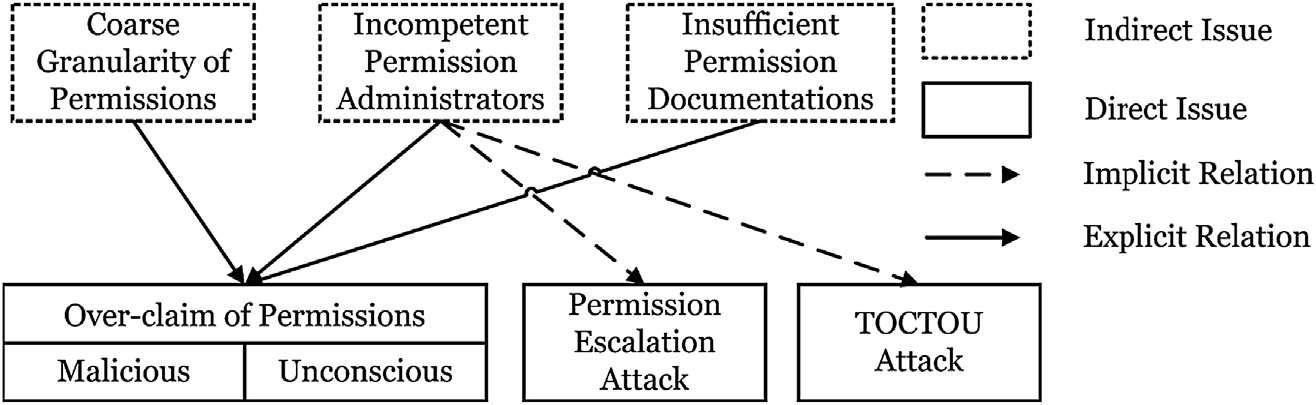 Coarse
Granularity of
Permissions
Incompetent
Permission
Administrators
Insufficient
Permission
Documentations
Indirect Issue
Direct Issue
Implicit Relation
Explicit Relation
Over-claim of Permissions
Malicious
Unconscious
Permission
Escalation
Attack
TOCTOU
Attack